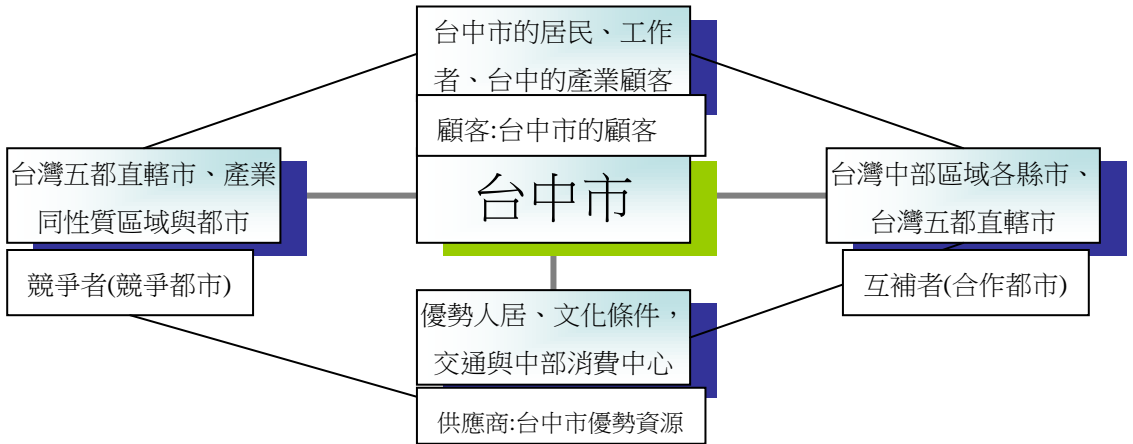 台中市的居民、工作
者、台中的產業顧客
顧客:台中市的顧客
台灣五都直轄市、產業
同性質區域與都市
競爭者(競爭都市)
台中市
台灣中部區域各縣市、
台灣五都直轄市
互補者(合作都市)
優勢人居、文化條件，
交通與中部消費中心
供應商:台中市優勢資源